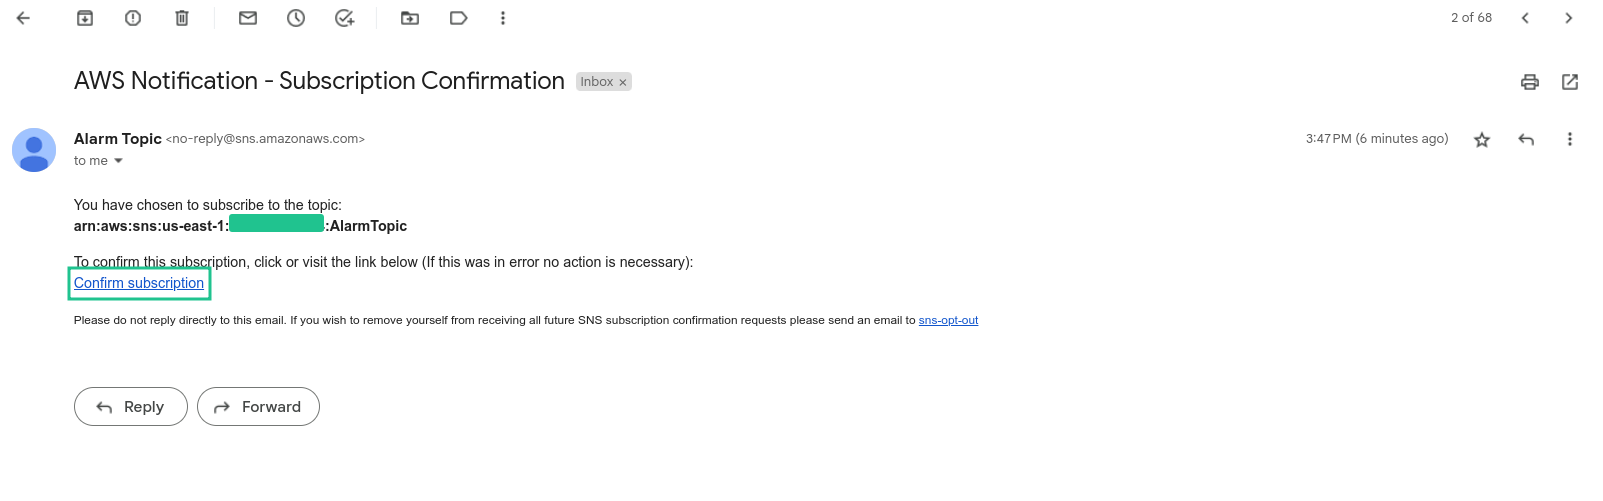 2 of 68
AWS Notification - Subscription Confirmation Inbox ×
Alarm Topic <no-reply@sns.amazonaws.com> 3:47 PM (6 minutes ago)
to me
You have chosen to subscribe to the topic:
arn:aws:sns:us-east-1: :AlarmTopic
To confirm this subscription, click or visit the link below (If this was in error no action is necessary):
Confirm subscription
Please do not reply directly to this email. If you wish to remove yourself from receiving all future SNS subscription confirmation requests please send an email to sns-opt-out
Reply Forward